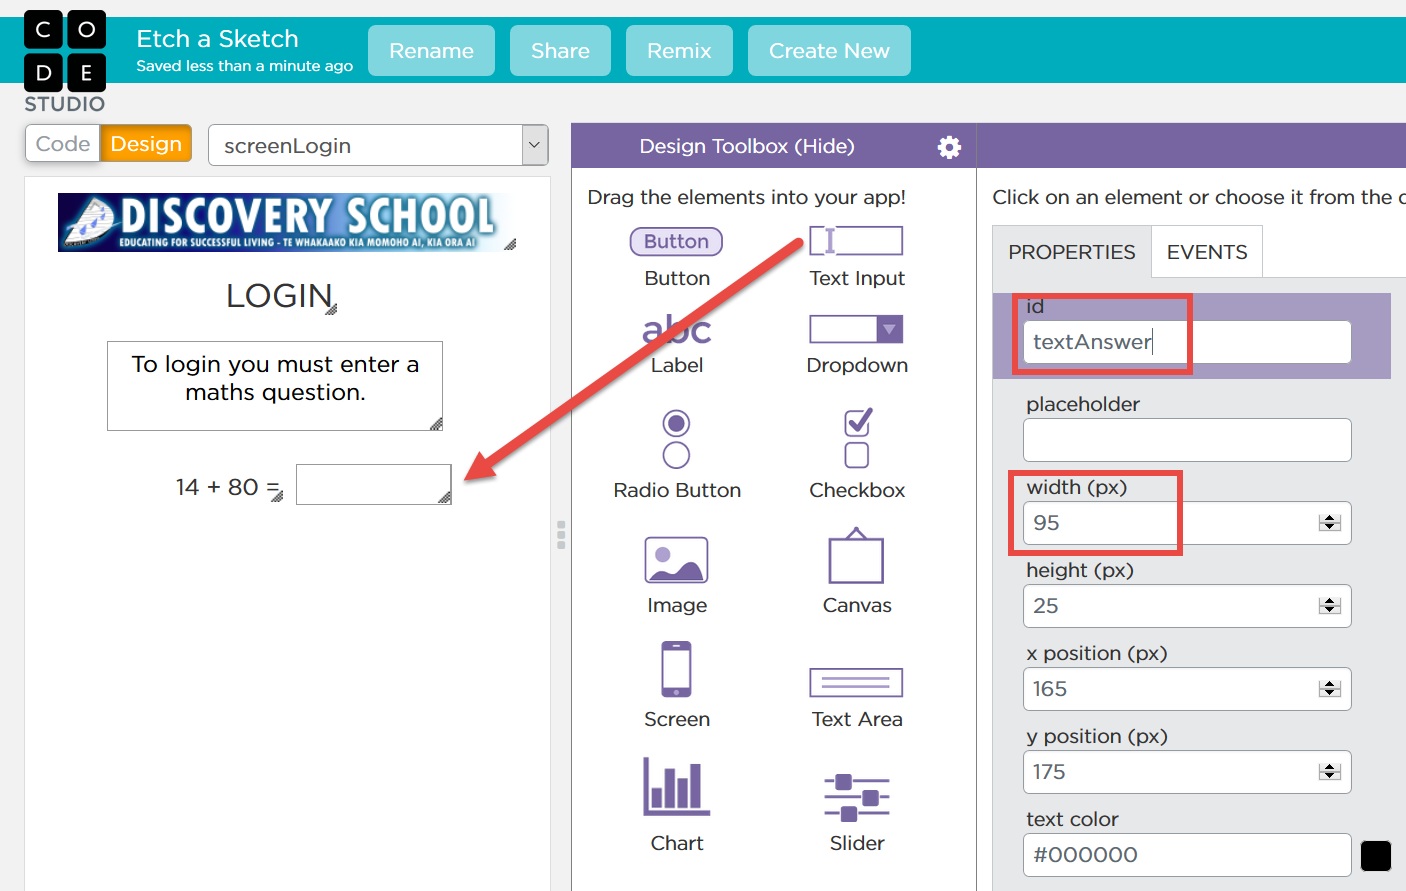 CO
DE
STUDIO
Etch a Sketch
Saved less than a minute ago
Rename
Share
Remix
Create New
Code
Design
screenLogin
DISCOVERY SCHOOL
EDUCATING FOR SUCCESSFUL LIVING - TE WHAKAAKO KIA MOMOHO AI, KIA ORA AI
LOGIN
To login you must enter a
maths question.
14 + 80 =
Design Toolbox (Hide)
Drag the elements into your app!
Button
Button
Text Input
abc
Label
Dropdown
Radio Button
Checkbox
Image
Canvas
Screen
Text Area
Chart
Slider
Click on an element or choose it from the
PROPERTIES
EVENTS
id
textAnswer
placeholder
width (px)
95
height (px)
25
x position (px)
165
y position (px)
175
text color
#000000